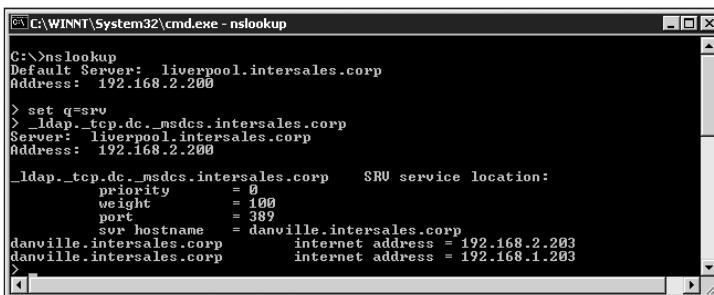 C:\WINNT\System32\cmd.exe - nslookup
C:\>nslookup
Default Server:  liverpool.intersales.corp
Address:  192.168.2.200
> set q=srv
> _ldap._tcp.dc._msdcs.intersales.corp
Server:  liverpool.intersales.corp
Address:  192.168.2.200
_ldap._tcp.dc._msdcs.intersales.corp    SRV service location:
          priority       = 0
          weight         = 100
          port           = 389
          svr hostname   = danville.intersales.corp
danville.intersales.corp        internet address = 192.168.2.203
danville.intersales.corp        internet address = 192.168.1.203
>